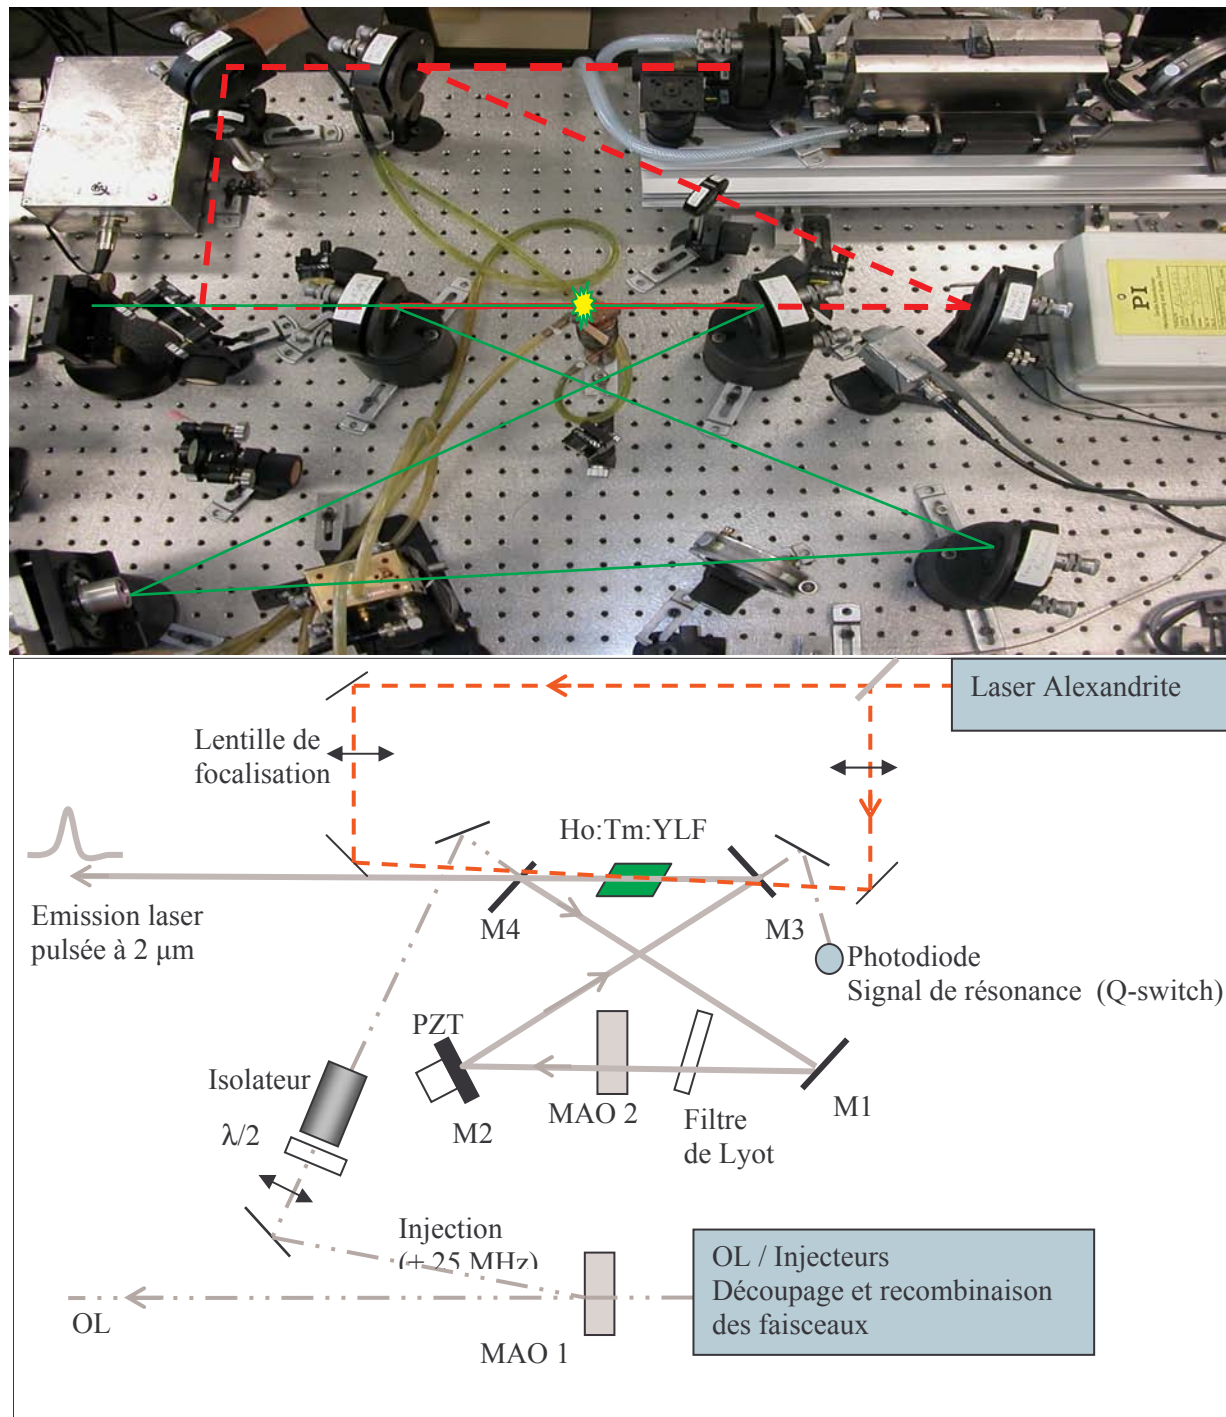 PI
Laser Alexandrite
Lentille de
focalisation
Ho:Tm:YLF
M4
M3
Emission laser
pulsée à 2 µm
Photodiode
Signal de résonance (Q-switch)
PZT
Isolateur
MAO 2
M1
M2
Filtre
de Lyot
λ/2
Injection
(+ 25 MHz)
OL / Injecteurs
Découpage et recombinaison
des faisceaux
OL
MAO 1